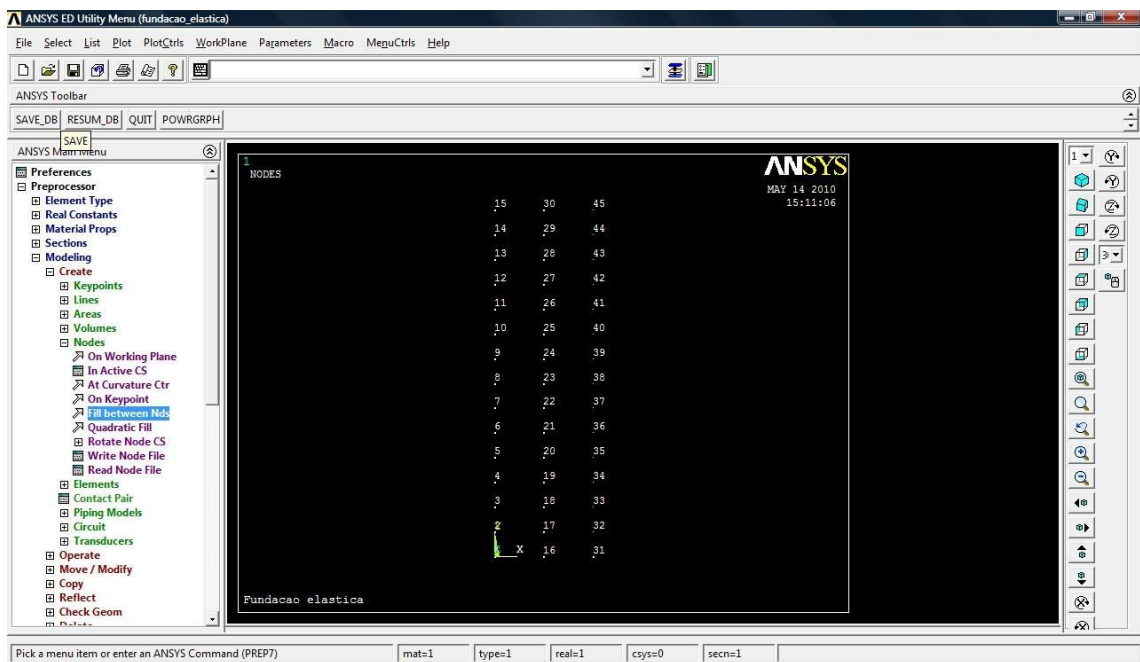 ANSYS ED Utility Menu (fundacao_elastica)
File Select List Plot PlotCtrls WorkPlane Parameters Macro MenuCtrls Help
ANSYS Toolbar
SAVE_DB RESUM_DB QUIT POWRGRPH
SAVE
ANSYS Main Menu
Preferences
Preprocessor
Element Type
Real Constants
Material Props
Sections
Modeling
Create
Keypoints
Lines
Areas
Volumes
Nodes
On Working Plane
In Active CS
At Curvature Ctr
On Keypoint
Fill between Nds
Quadratic Fill
Rotate Node CS
Write Node File
Read Node File
Elements
Contact Pair
Piping Models
Circuit
Transducers
Operate
Move / Modify
Copy
Reflect
Check Geom
1
NODES
ANSYS
MAY 14 2010
15:11:06
15 30 45
14 29 44
13 28 43
12 27 42
11 26 41
10 25 40
9 24 39
8 23 38
7 22 37
6 21 36
5 20 35
4 19 34
3 18 33
2 17 32
X 16 31
Fundacao elastica
1
Pick a menu item or enter an ANSYS Command (PREP7) mat=1 type=1 real=1 csys=0 secn=1